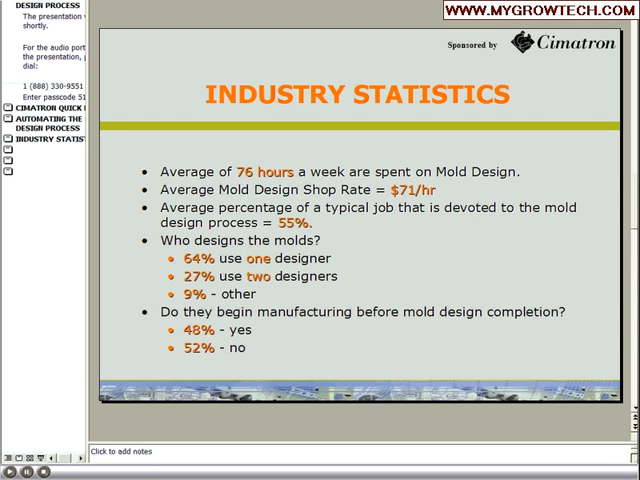 DESIGN PROCESS
The presentation
shortly.
For the audio port
the presentation,
dial:
1 (888) 330-9551
Enter passcode 51
CIMATRON QUICK
AUTOMATING THE
DESIGN PROCESS
INDUSTRY STATIST
WWW.MYGROWTECH.COM
Sponsored by Cimatron
INDUSTRY STATISTICS
• Average of 76 hours a week are spent on Mold Design.
• Average Mold Design Shop Rate = $71/hr
• Average percentage of a typical job that is devoted to the mold
design process = 55%.
• Who designs the molds?
• 64% use one designer
• 27% use two designers
• 9% - other
• Do they begin manufacturing before mold design completion?
• 48% - yes
• 52% - no
Click to add notes